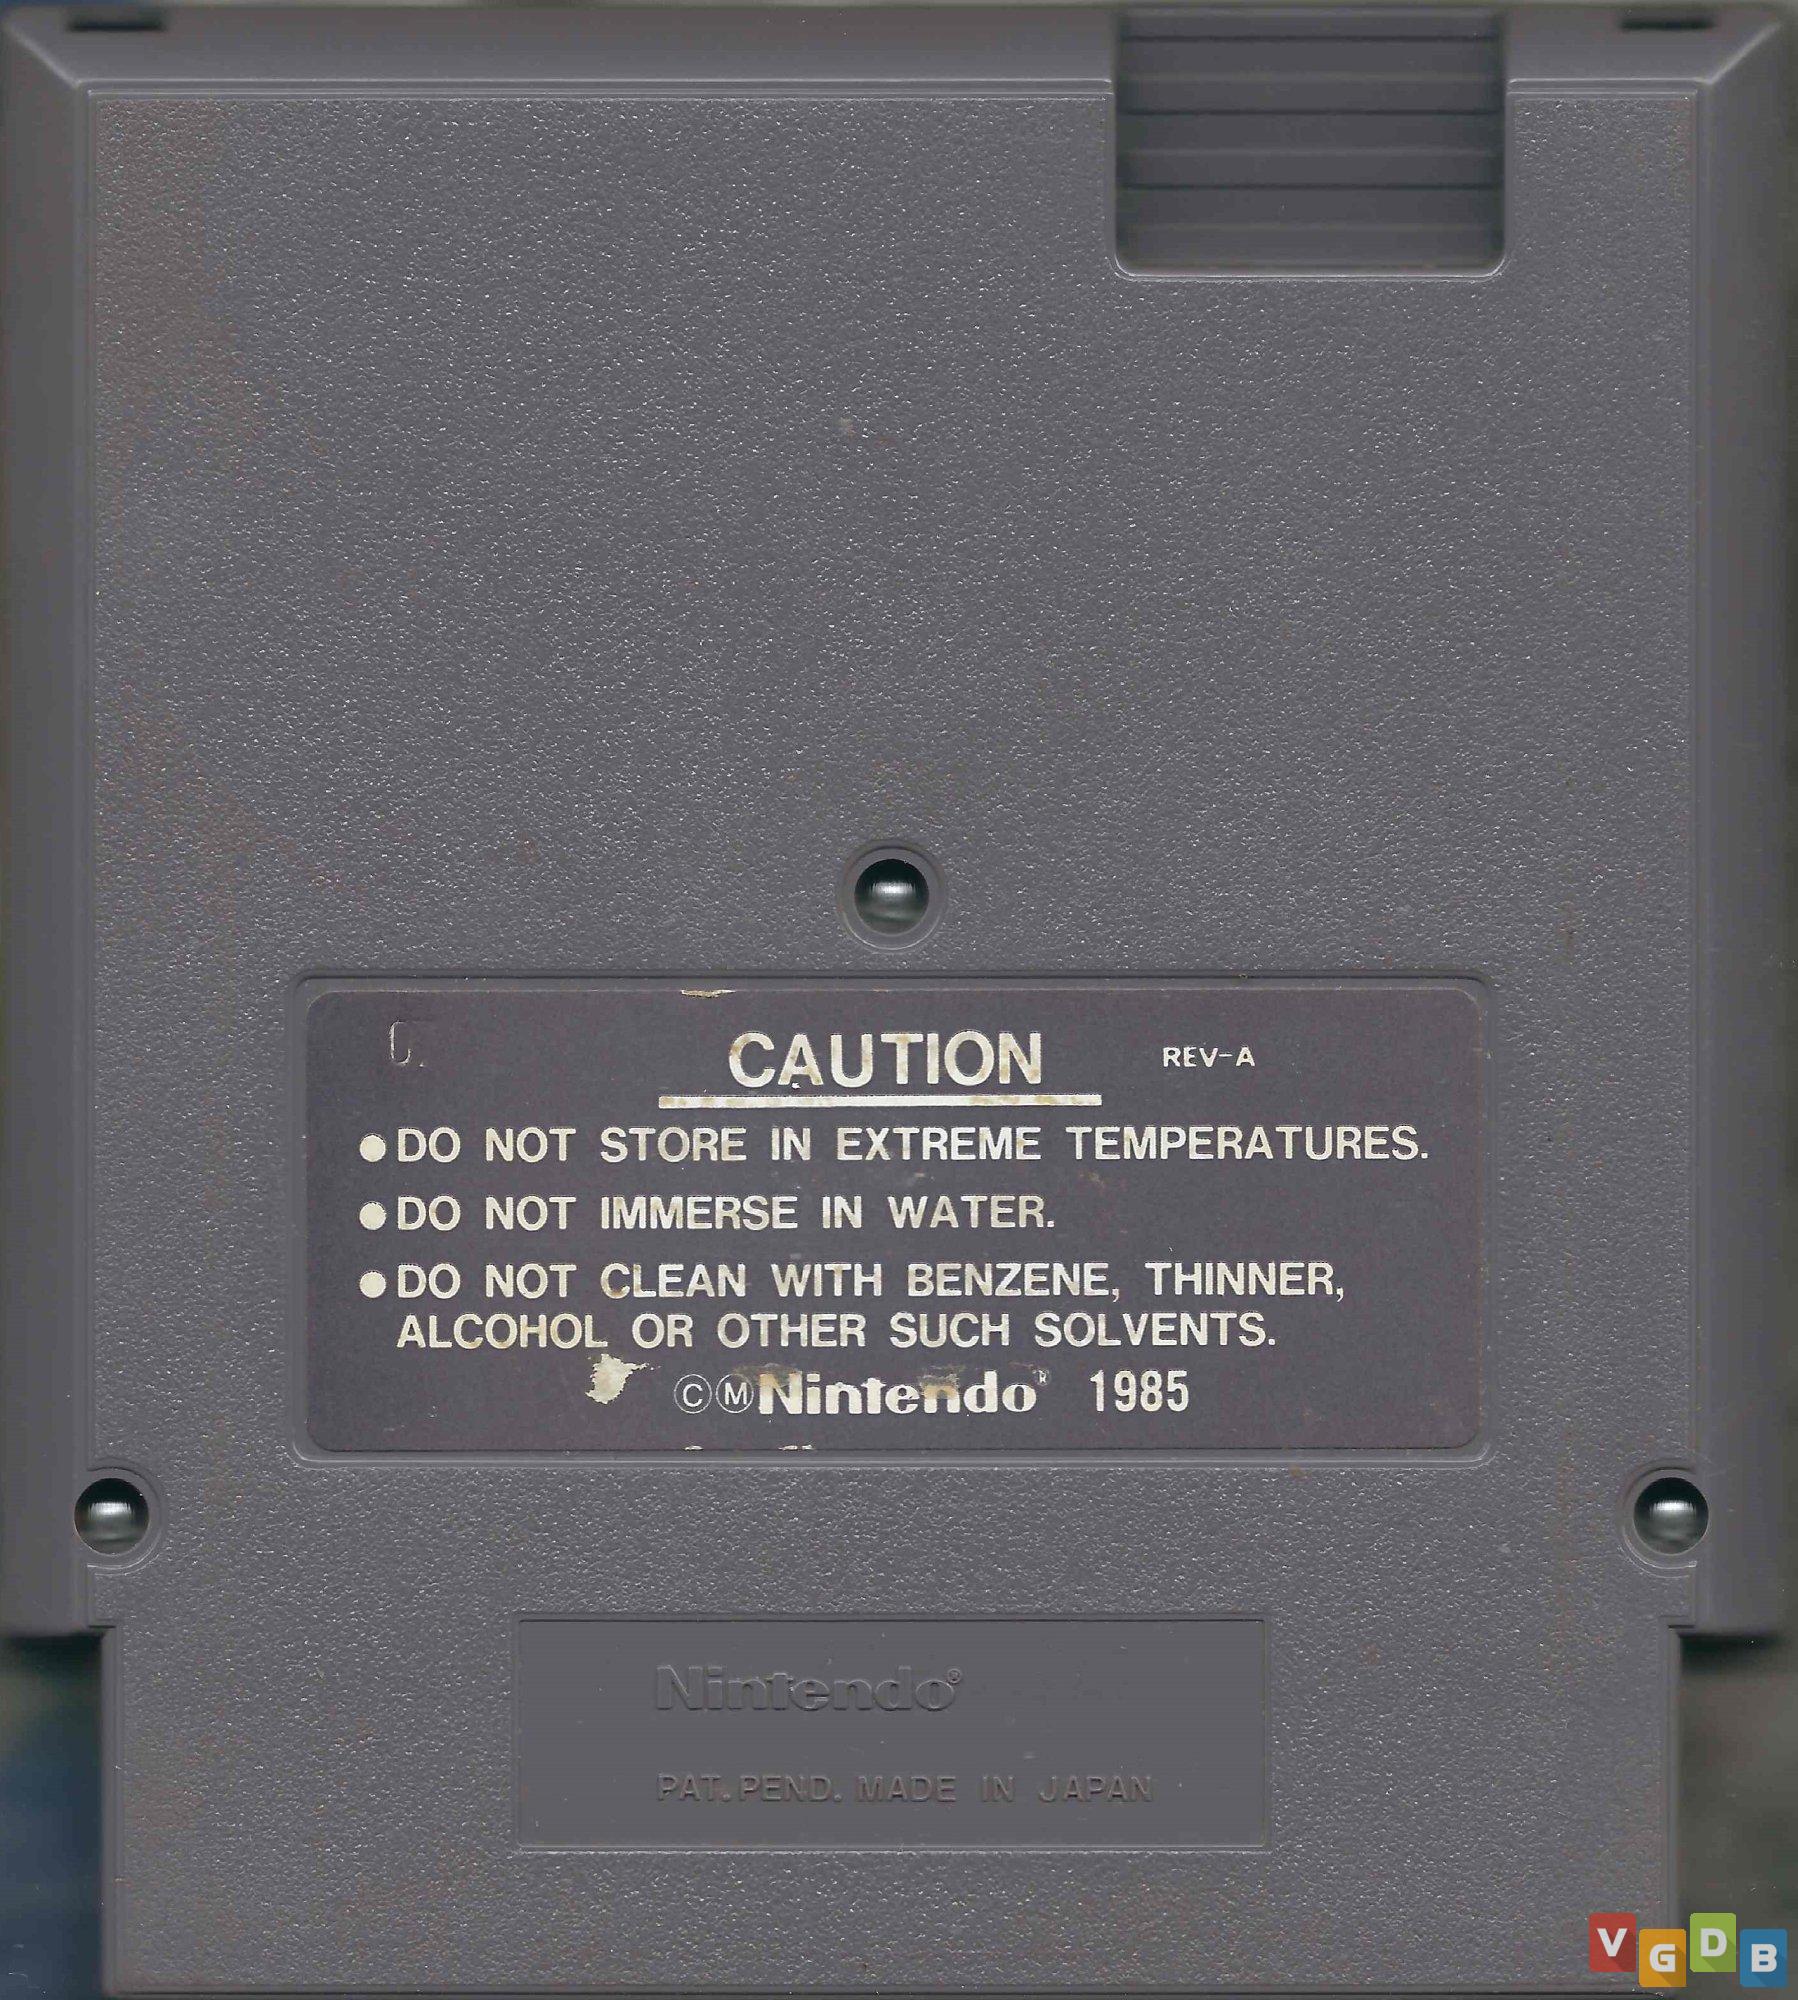 CAUTION REV-A
●DO NOT STORE IN EXTREME TEMPERATURES.
●DO NOT IMMERSE IN WATER.
●DO NOT CLEAN WITH BENZENE, THINNER,
ALCOHOL OR OTHER SUCH SOLVENTS.
©ⓂNintendo® 1985
Nintendo®
PAT. PEND. MADE IN JAPAN
VGDB